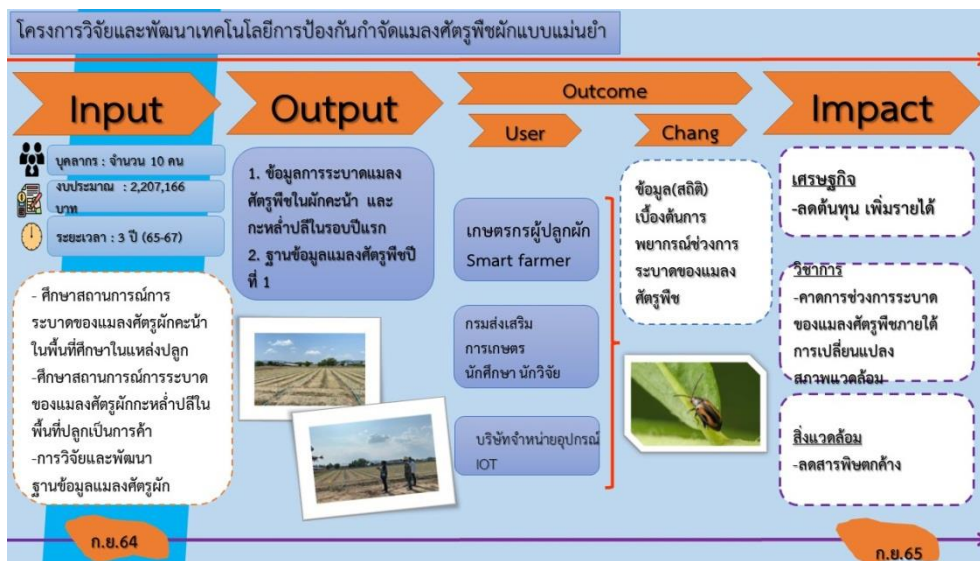 โครงการวิจัยและพัฒนาเทคโนโลยีการป้องกันกำจัดแมลงศัตรูพืชผักแบบแม่นยำ
Input
บุคลากร : จำนวน 10 คน
งบประมาณ : 2,207,166
บาท
ระยะเวลา : 3 ปี (65-67)
- ศึกษาสถานการณ์การ
ระบาดของแมลงศัตรูผักคะน้า
ในพื้นที่ศึกษาในแหล่งปลูก
-ศึกษาสถานการณ์การระบาด
ของแมลงศัตรูผักกะหล่ำปลีใน
พื้นที่ปลูกเป็นการค้า
-การวิจัยและพัฒนา
ฐานข้อมูลแมลงศัตรูผัก
ก.ย.64
Output
1. ข้อมูลการระบาดแมลง
ศัตรูพืชในผักคะน้า และ
กะหล่ำปลีในรอบปีแรก
2. ฐานข้อมูลแมลงศัตรูพืชปี
ที่ 1
Outcome
User
เกษตรกรผู้ปลูกผัก
Smart farmer
กรมส่งเสริม
การเกษตร
นักศึกษา นักวิจัย
บริษัทจำหน่ายอุปกรณ์
IOT
Chang
ข้อมูล(สถิติ)
เบื้องต้นการ
พยากรณ์ช่วงการ
ระบาดของแมลง
ศัตรูพืช
Impact
เศรษฐกิจ
-ลดต้นทุน เพิ่มรายได้
วิชาการ
-คาดการช่วงการระบาด
ของแมลงศัตรูพืชภายใต้
การเปลี่ยนแปลง
สภาพแวดล้อม
สิ่งแวดล้อม
-ลดสารพิษตกค้าง
ก.ย.65